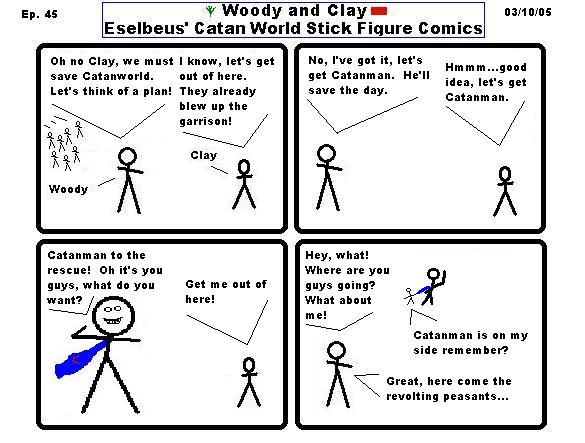 Ep. 45
Woody and Clay
03/10/05
Eselbeus' Catan World Stick Figure Comics
Oh no Clay, we must
save Catanworld.
Let's think of a plan!
I know, let's get
out of here.
They already
blew up the
garrison!
Woody
Clay
No, I've got it, let's
get Catanman. He'll
save the day.
Hmmm...good
idea, let's get
Catanman.
Catanman to the
rescue! Oh it's you
guys, what do you
want?
C
Get me out of
here!
Hey, what!
Where are you
guys going?
What about
me!
Catanman is on my
side remember?
Great, here come the
revolting peasants...